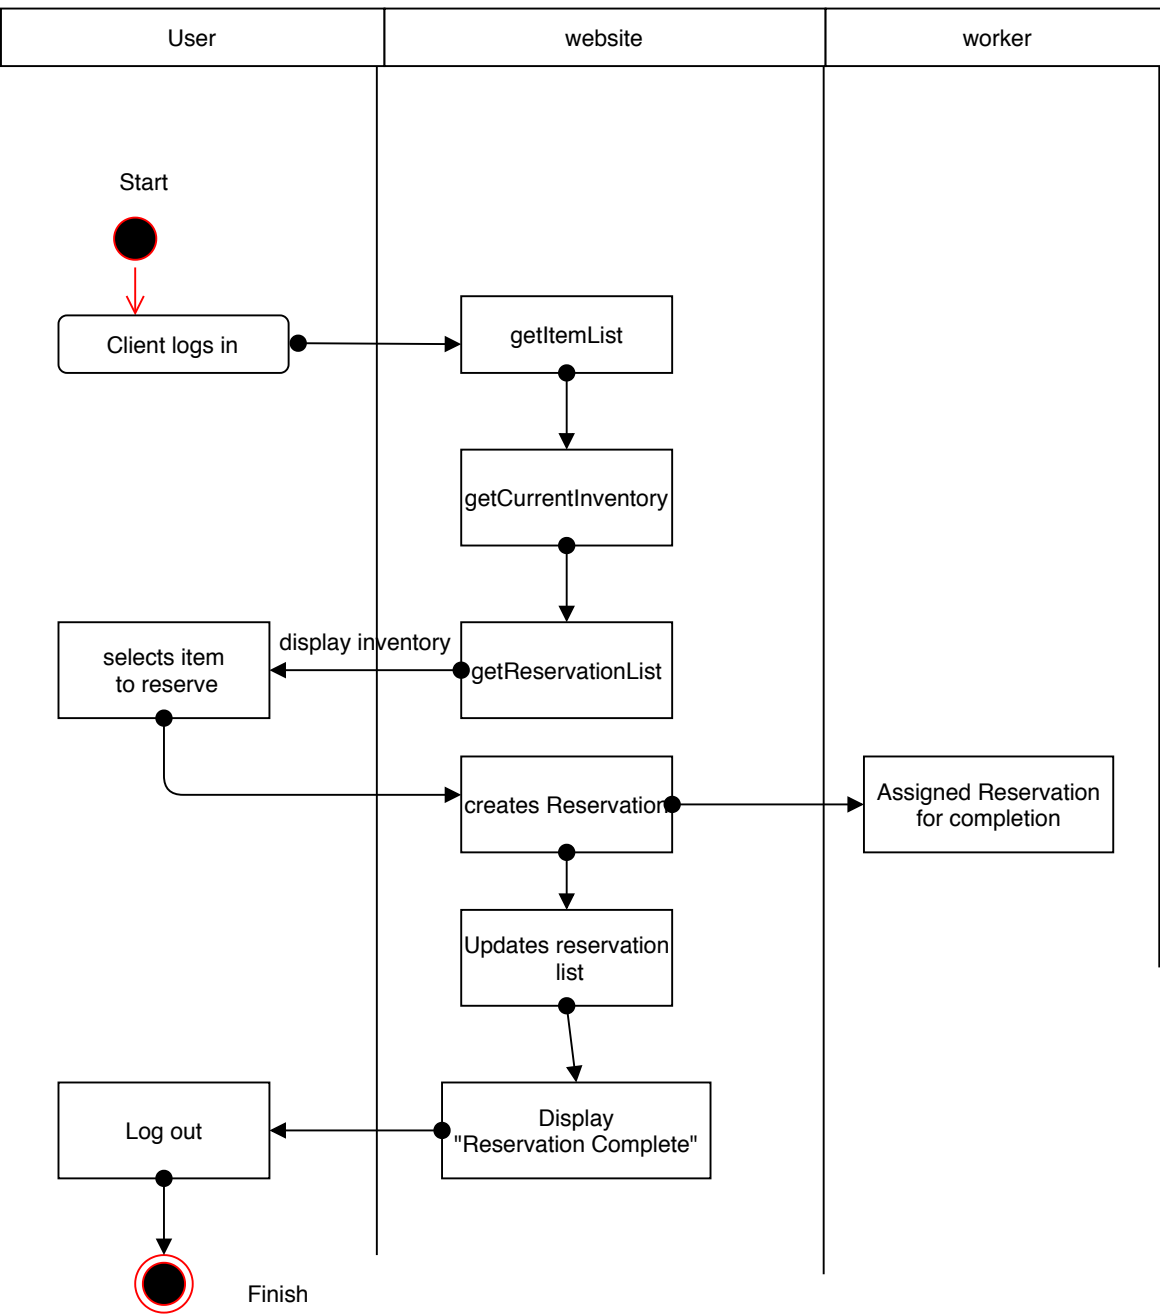 User
website
worker
Start
Client logs in
getItemList
getCurrentInventory
display inventory
selects item
to reserve
getReservationList
creates Reservation
Assigned Reservation
for completion
Updates reservation
list
Log out
Display
"Reservation Complete"
Finish